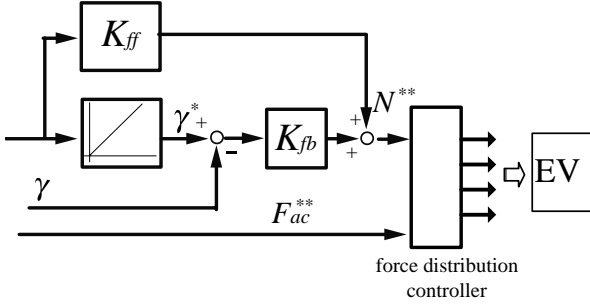 K_ff
N**
γ* +
+
-
K_fb
+
EV
γ
F_ac**
force distribution
controller